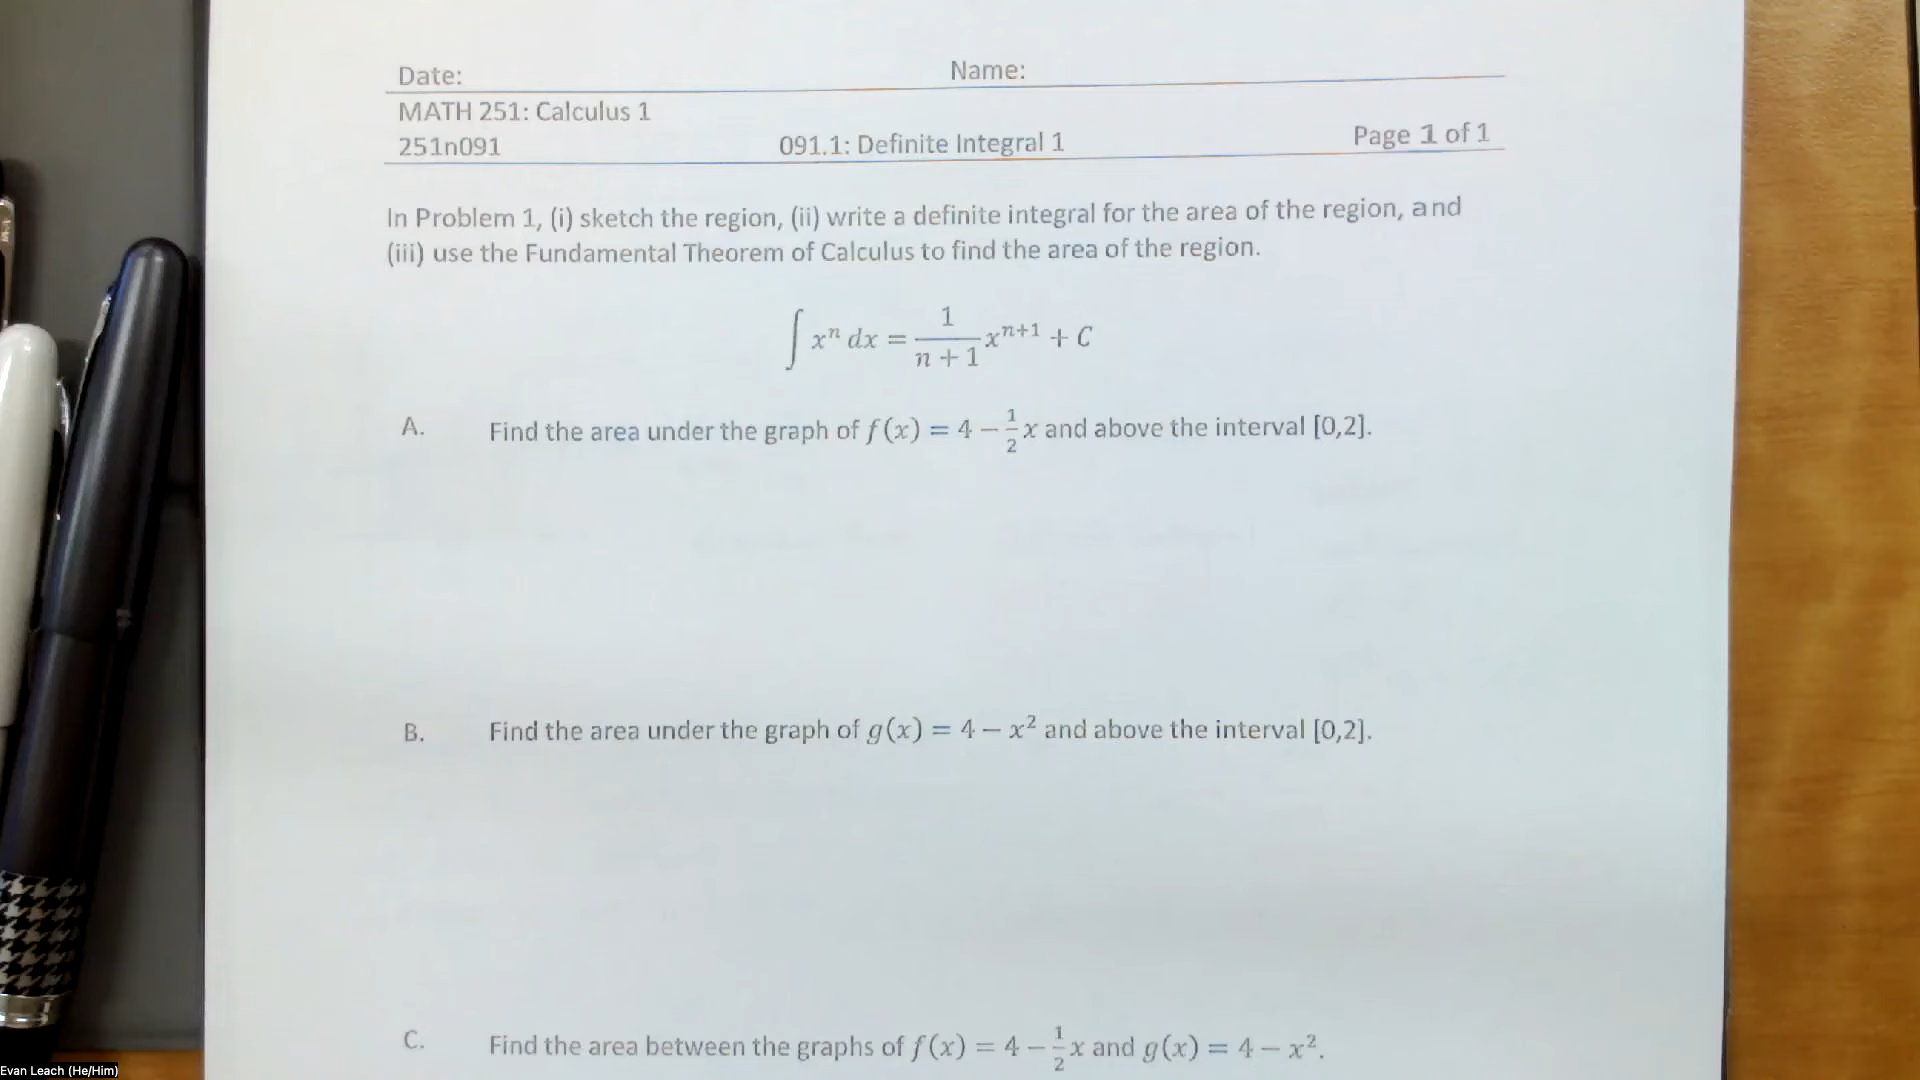 Date: Name:
MATH 251: Calculus 1
251n091 091.1: Definite Integral 1 Page 1 of 1
In Problem 1, (i) sketch the region, (ii) write a definite integral for the area of the region, and
(iii) use the Fundamental Theorem of Calculus to find the area of the region.
∫ xⁿ dx = 1/(n + 1) xⁿ⁺¹ + C
A. Find the area under the graph of f(x) = 4 − 1/2 x and above the interval [0,2].
B. Find the area under the graph of g(x) = 4 − x² and above the interval [0,2].
C. Find the area between the graphs of f(x) = 4 − 1/2 x and g(x) = 4 − x².
Evan Leach (He/Him)